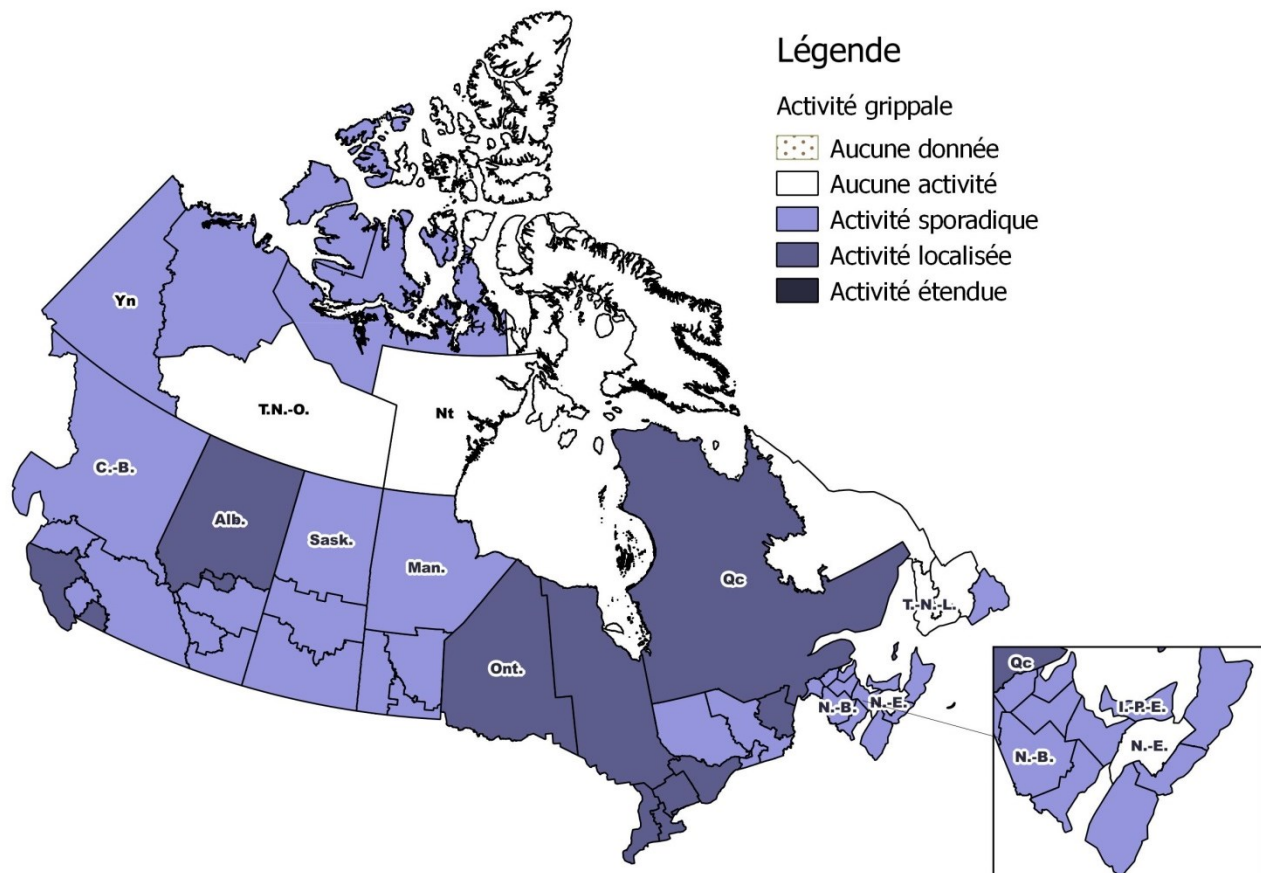 Légende
Activité grippale
Aucune donnée
Aucune activité
Activité sporadique
Activité localisée
Activité étendue
Yn
T.N.-O.
Nt
C.-B.
Alb.
Sask.
Man.
Qc
Ont.
T.-N.-L.
N.-B.
N.-E.
Qc
I.-P.-E.
N.-E.
N.-B.